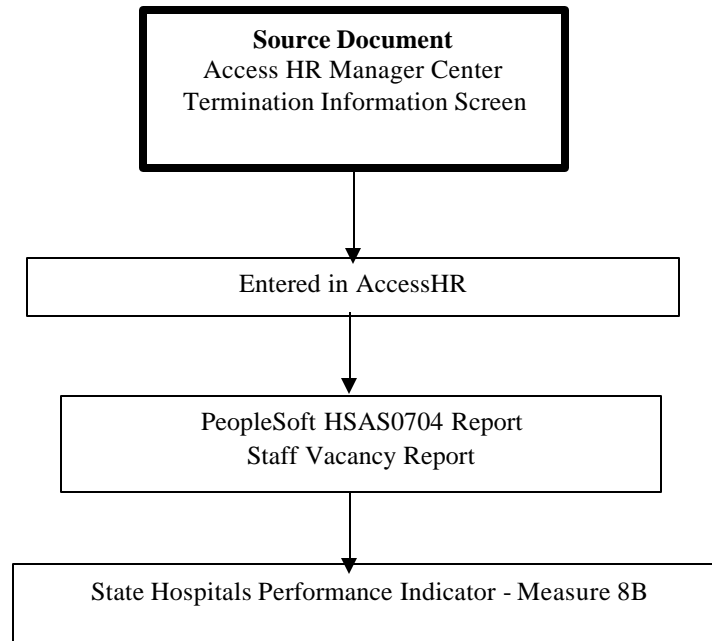 Source Document
Access HR Manager Center
Termination Information Screen
Entered in AccessHR
PeopleSoft HSAS0704 Report
Staff Vacancy Report
State Hospitals Performance Indicator - Measure 8B